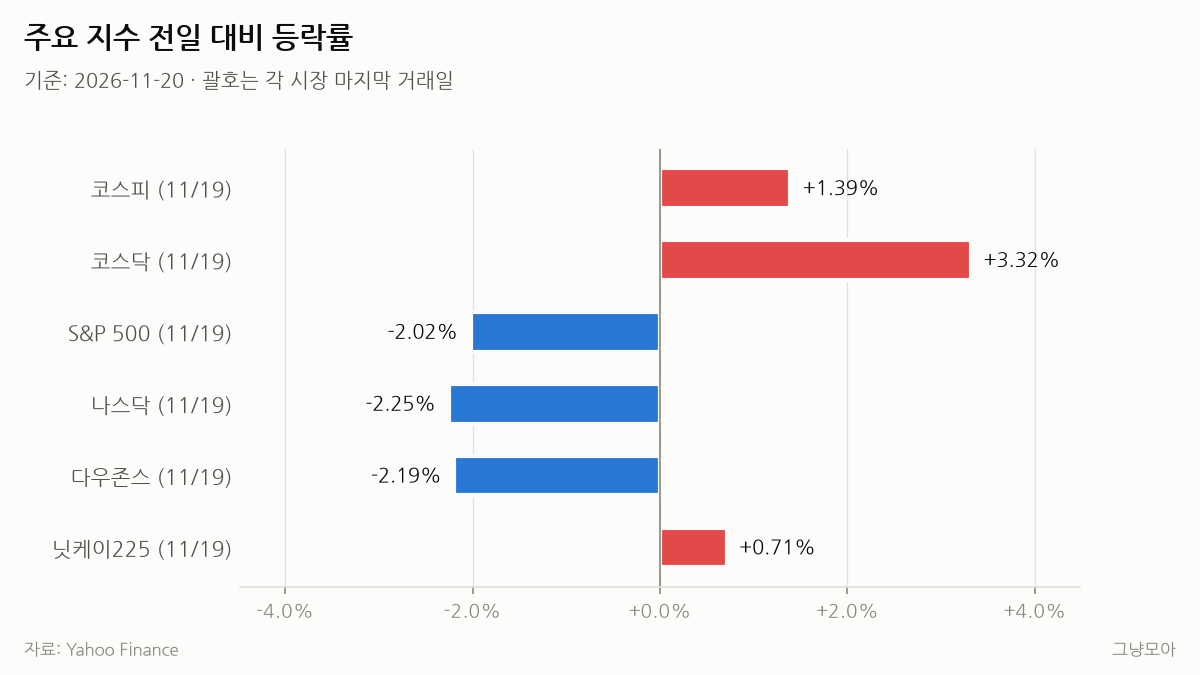 주요 지수 전일 대비 등락률
기준: 2026-11-20 · 괄호는 각 시장 마지막 거래일
코스피 (11/19) +1.39%
코스닥 (11/19) +3.32%
S&P 500 (11/19) -2.02%
나스닥 (11/19) -2.25%
다우존스 (11/19) -2.19%
닛케이225 (11/19) +0.71%
-4.0% -2.0% +0.0% +2.0% +4.0%
자료: Yahoo Finance 그냥모아